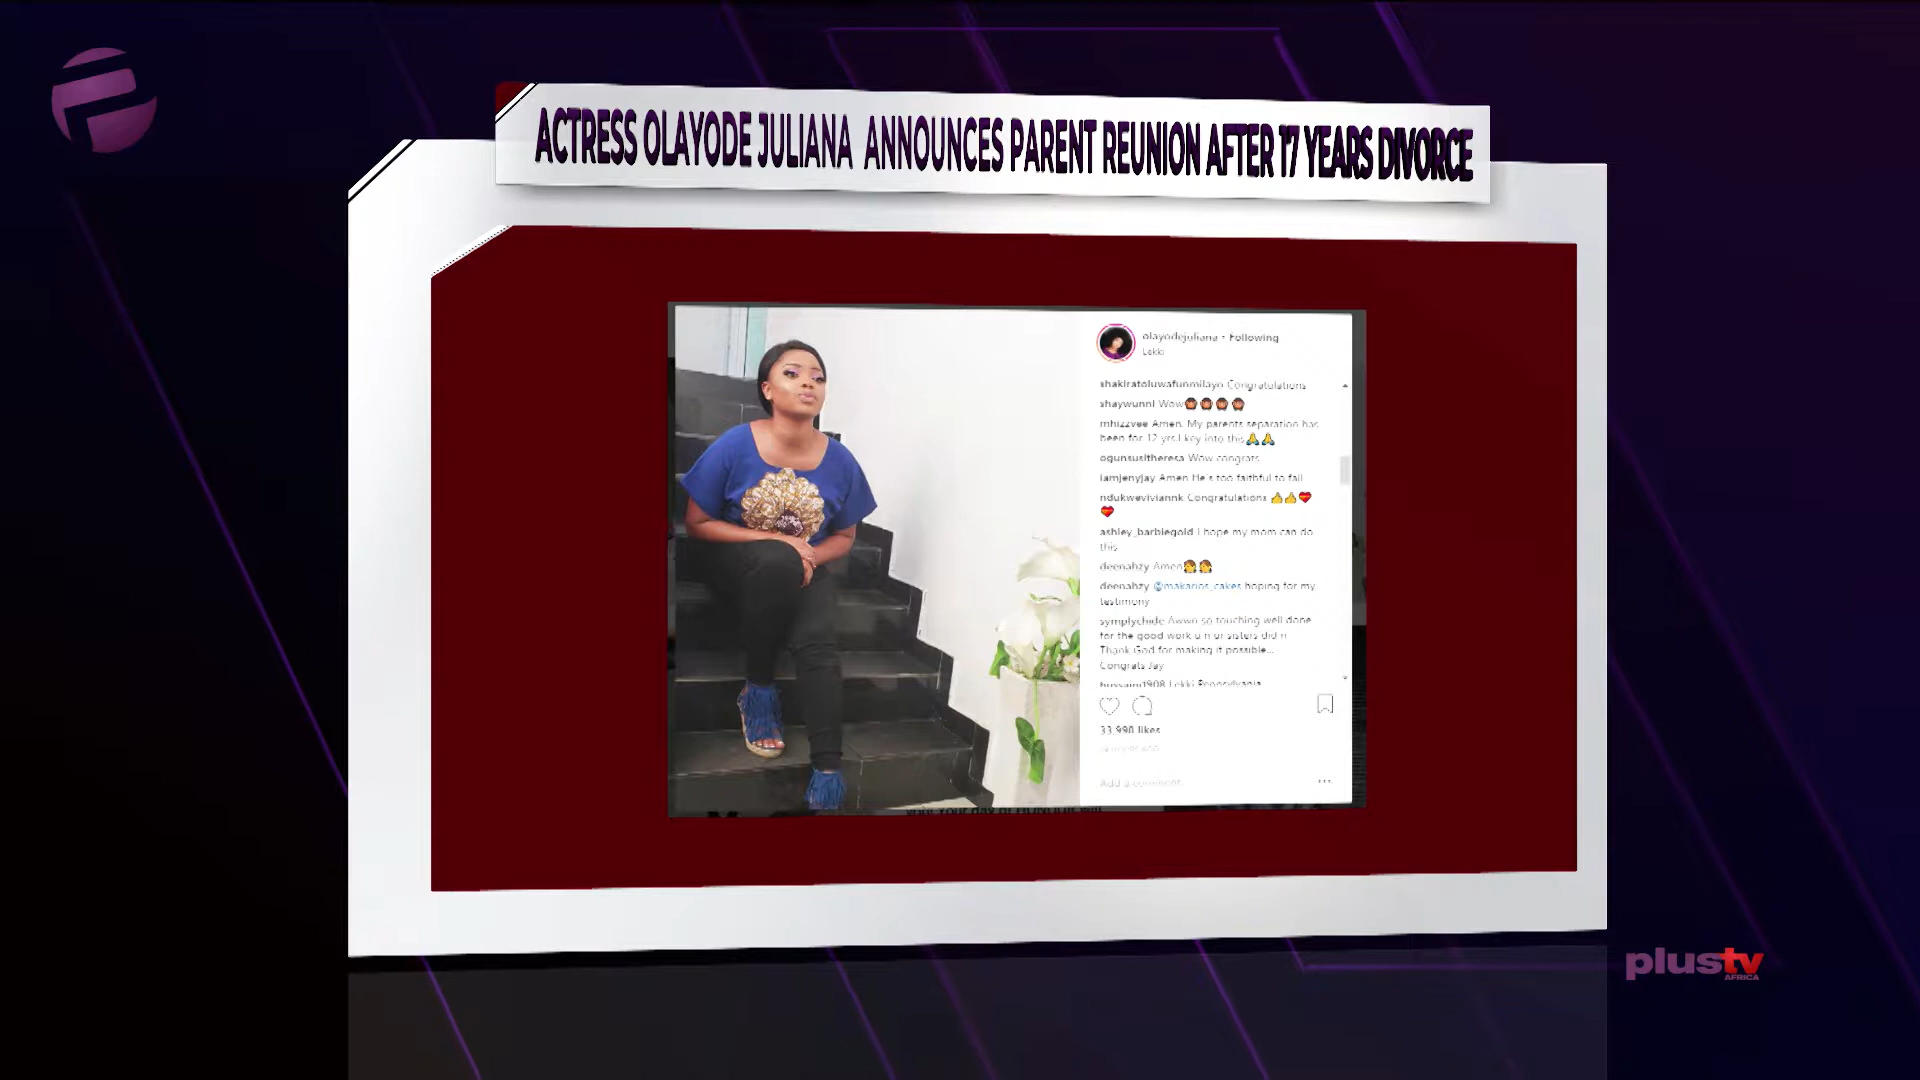 ACTRESS OLAYODE JULIANA ANNOUNCES PARENT REUNION AFTER 17 YEARS DIVORCE
olayodejuliana • Following
Lekki
shakiratoluwafunmilayo Congratulations
shaywunni Wow
mhizzvee Amen. My parents separation has
been for 12 yrs.I key into this
ogunsusitheresa Wow congrats
iamjenyjay Amen He's too faithful to fail
ndukweviviannk Congratulations
ashley_barbiegold I hope my mom can do
this
deenahzy Amen
deenahzy @makarios_cakes hoping for my
testimony
symplychide Awwn so touching well done
for the good work u n ur sisters did n
Thank God for making it possible...
Congrats Jay
hussaini1908 Lekki Pennsylvania
33,990 likes
Add a comment
plustv
AFRICA